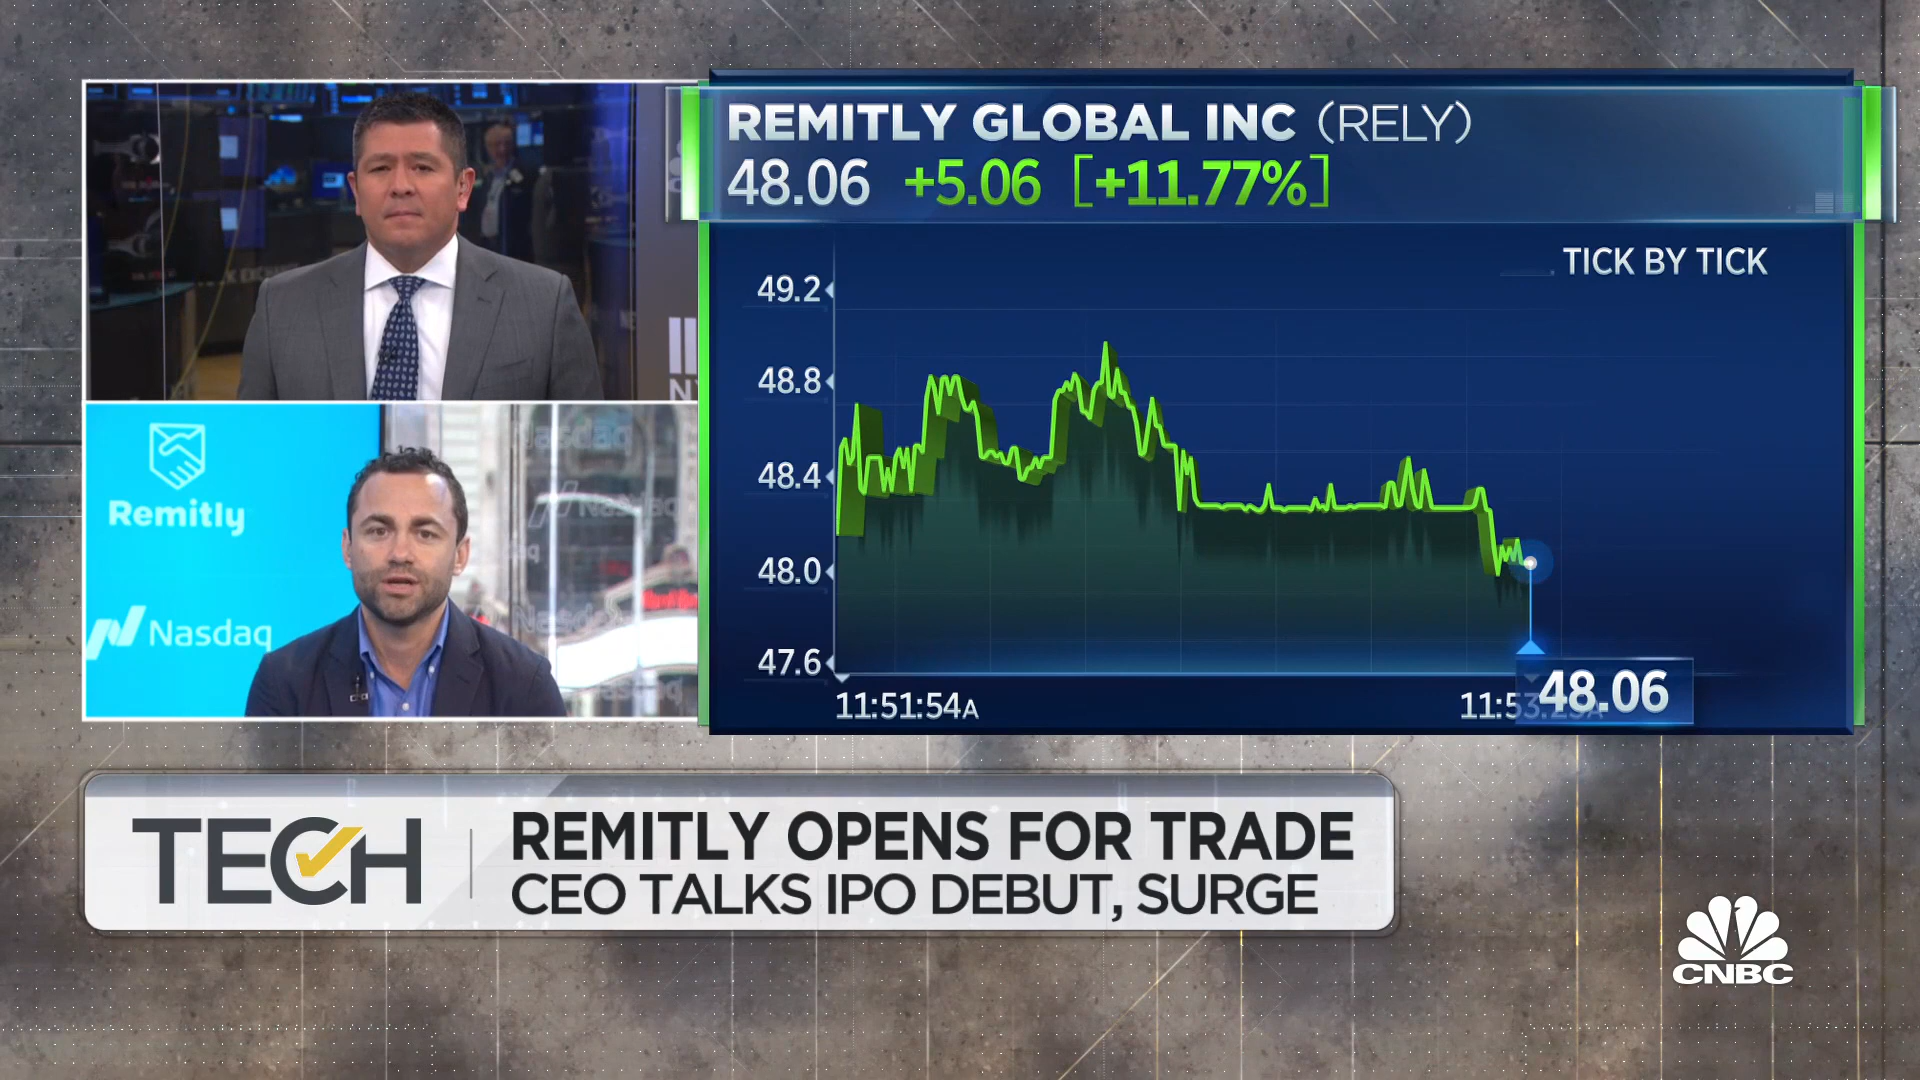 REMITLY GLOBAL INC (RELY)
48.06 +5.06 [+11.77%]
TICK BY TICK
49.2
48.8
48.4
48.0
47.6
11:51:54A
48.06
Remitly
Nasdaq
Nasdaq
Nasdaq
TECH
REMITLY OPENS FOR TRADE
CEO TALKS IPO DEBUT, SURGE
CNBC